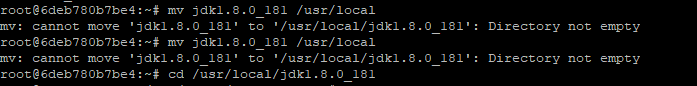 root@6deb780b7be4:~# mv jdk1.8.0_181 /usr/local
mv: cannot move 'jdk1.8.0_181' to '/usr/local/jdk1.8.0_181': Directory not empty
root@6deb780b7be4:~# mv jdk1.8.0_181 /usr/local
mv: cannot move 'jdk1.8.0_181' to '/usr/local/jdk1.8.0_181': Directory not empty
root@6deb780b7be4:~# cd /usr/local/jdk1.8.0_181